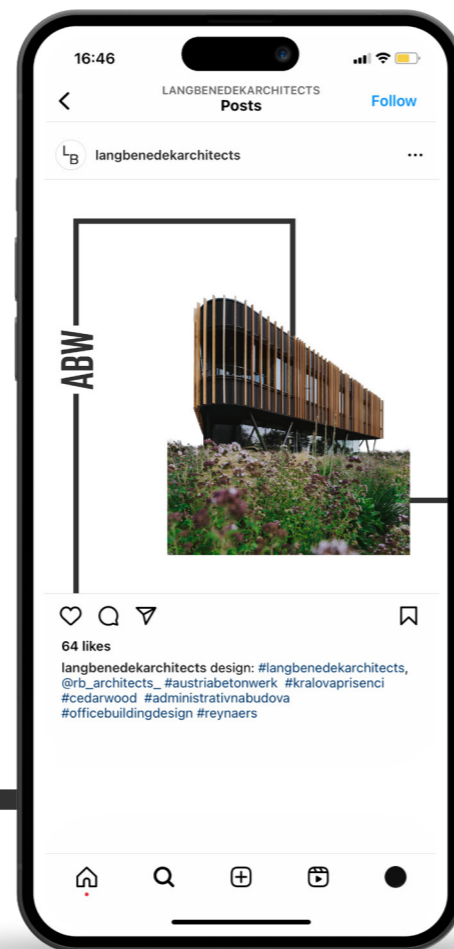 16:46
LANGBENEDEKARCHITECTS
Posts
Follow
LB
langbenedekarchitects
ABW
64 likes
langbenedekarchitects design: #langbenedekarchitects,
@rb_architects_ #austriabetonwerk #kralovaprisenci
#cedarwood #administrativnabudova
#officebuildingdesign #reynaers